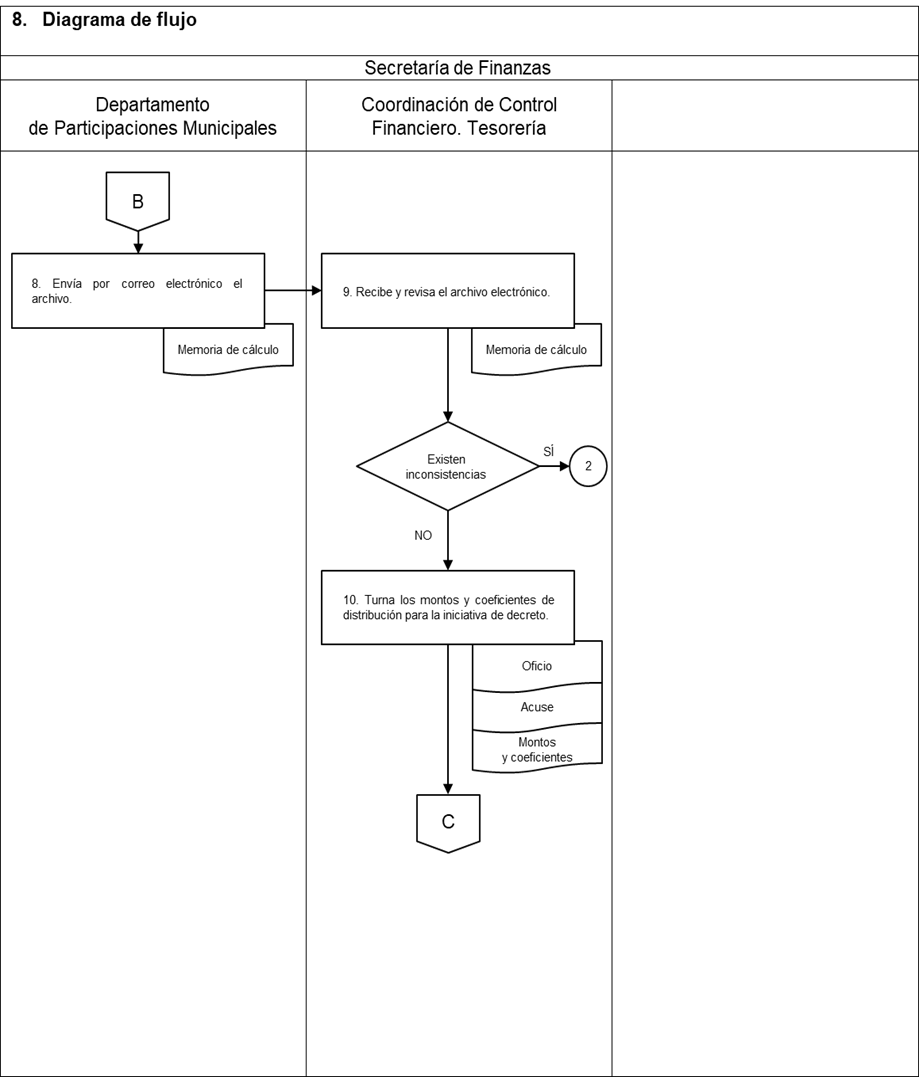 8. Diagrama de flujo
Secretaría de Finanzas
Departamento
de Participaciones Municipales
Coordinación de Control
Financiero. Tesorería
B
8. Envía por correo electrónico el
archivo.
Memoria de cálculo
9. Recibe y revisa el archivo electrónico.
Memoria de cálculo
Existen
inconsistencias
SÌ
2
NO
10. Turna los montos y coeficientes de
distribución para la iniciativa de decreto.
Oficio
Acuse
Montos
y coeficientes
C